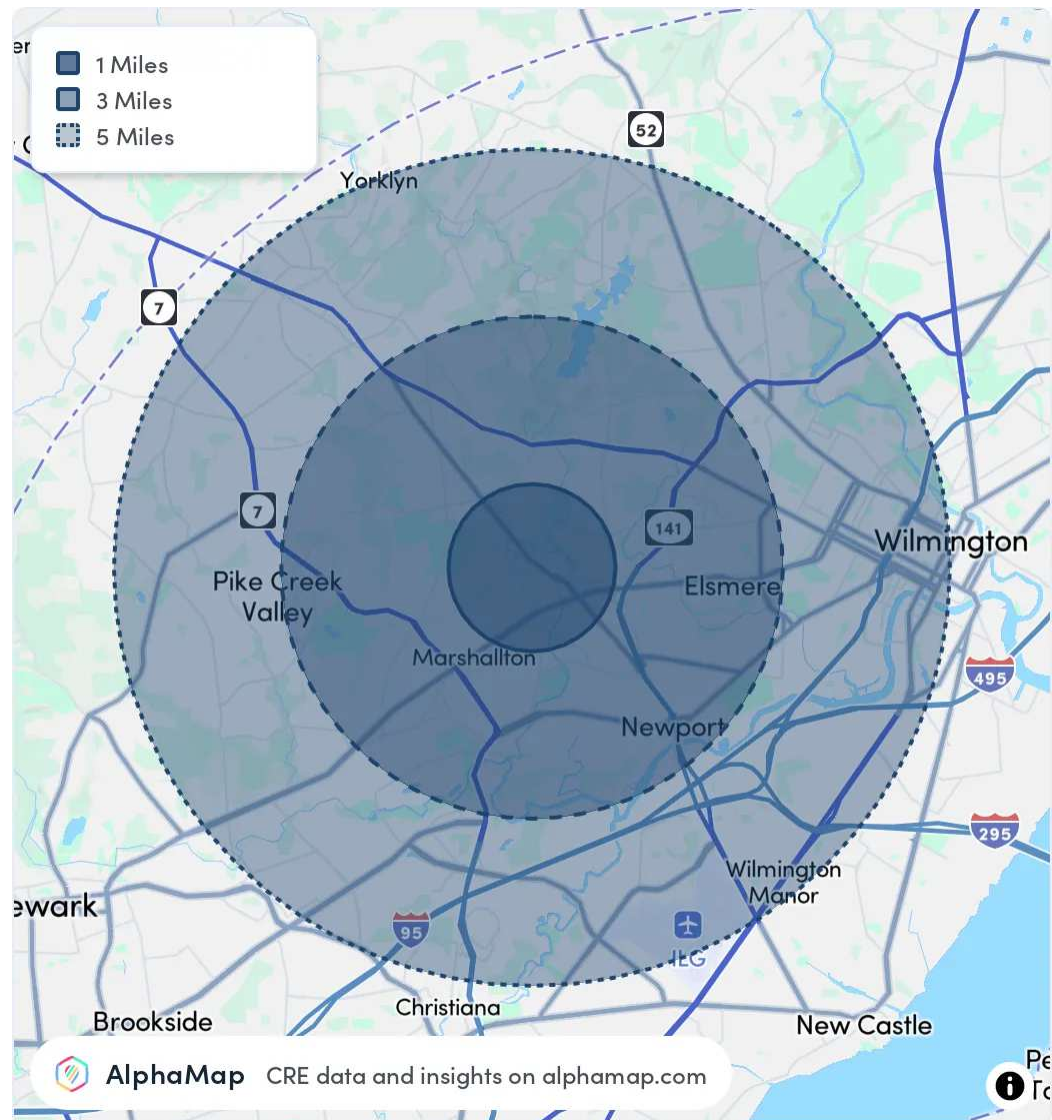 1 Miles
3 Miles
5 Miles
52
Yorklyn
7
7
141
Wilmington
Pike Creek
Valley
Elsmere
Marshallton
495
Newport
295
Wilmington
Manor
ewark
95
ILG
Christiana
Brookside
New Castle
AlphaMap CRE data and insights on alphamap.com
i